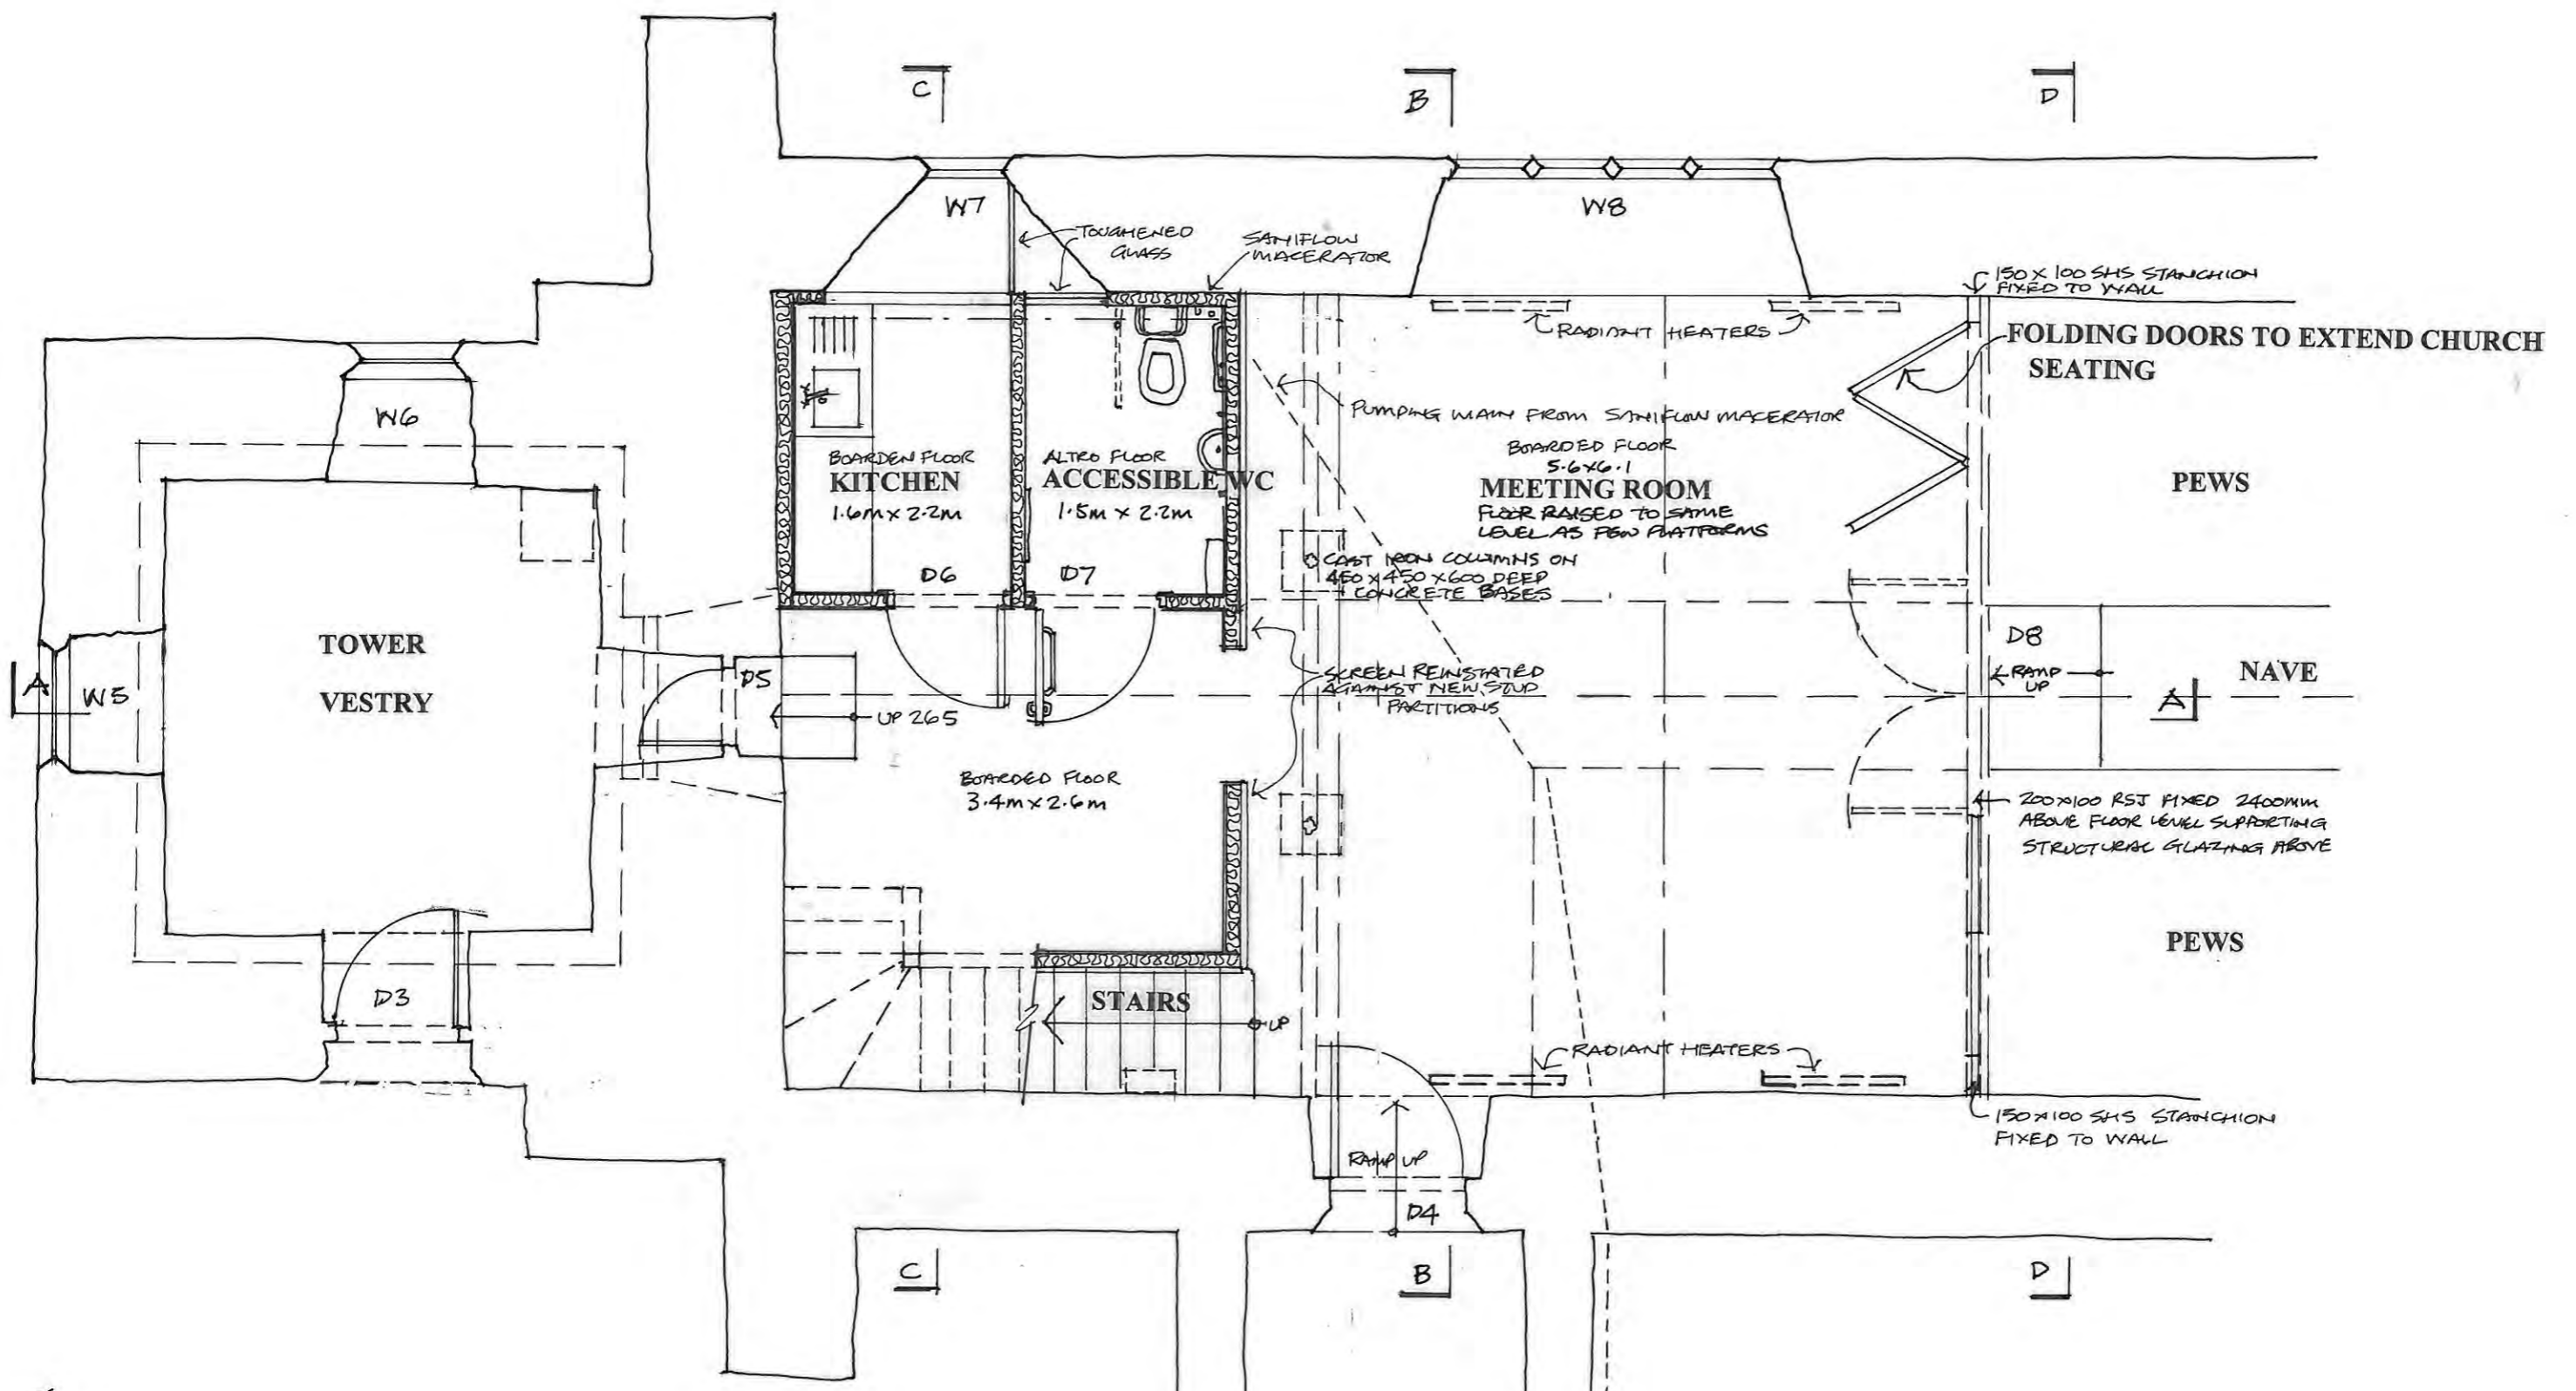 C
B
D
W7
W8
TOUGHENED
GLASS
SANIFLOW
MACERATOR
150 X 100 SHS STANCHION
FIXED TO WALL
RADIANT HEATERS
FOLDING DOORS TO EXTEND CHURCH
SEATING
W6
PUMPING MAIN FROM SANIFLOW MACERATOR
BOARDEN FLOOR
KITCHEN
1.6m x 2.2m
ALTRO FLOOR
ACCESSIBLE WC
1.5m x 2.2m
BOARDED FLOOR
5.6x6.1
MEETING ROOM
FLOOR RAISED TO SAME
LEVEL AS PEW PLATFORMS
PEWS
D6
D7
CAST IRON COLUMNS ON
450 x 450 x 600 DEEP
CONCRETE BASES
TOWER
VESTRY
D8
RAMP
UP
NAVE
A
W5
D5
UP 265
SCREEN REINSTATED
AGAINST NEW STUD
PARTITIONS
A
BOARDED FLOOR
3.4m x 2.6m
200x100 RSJ FIXED 2400mm
ABOVE FLOOR LEVEL SUPPORTING
STRUCTURAL GLAZING ABOVE
PEWS
D3
STAIRS
UP
RADIANT HEATERS
150 x 100 SHS STANCHION
FIXED TO WALL
RAMP UP
D4
C
B
D